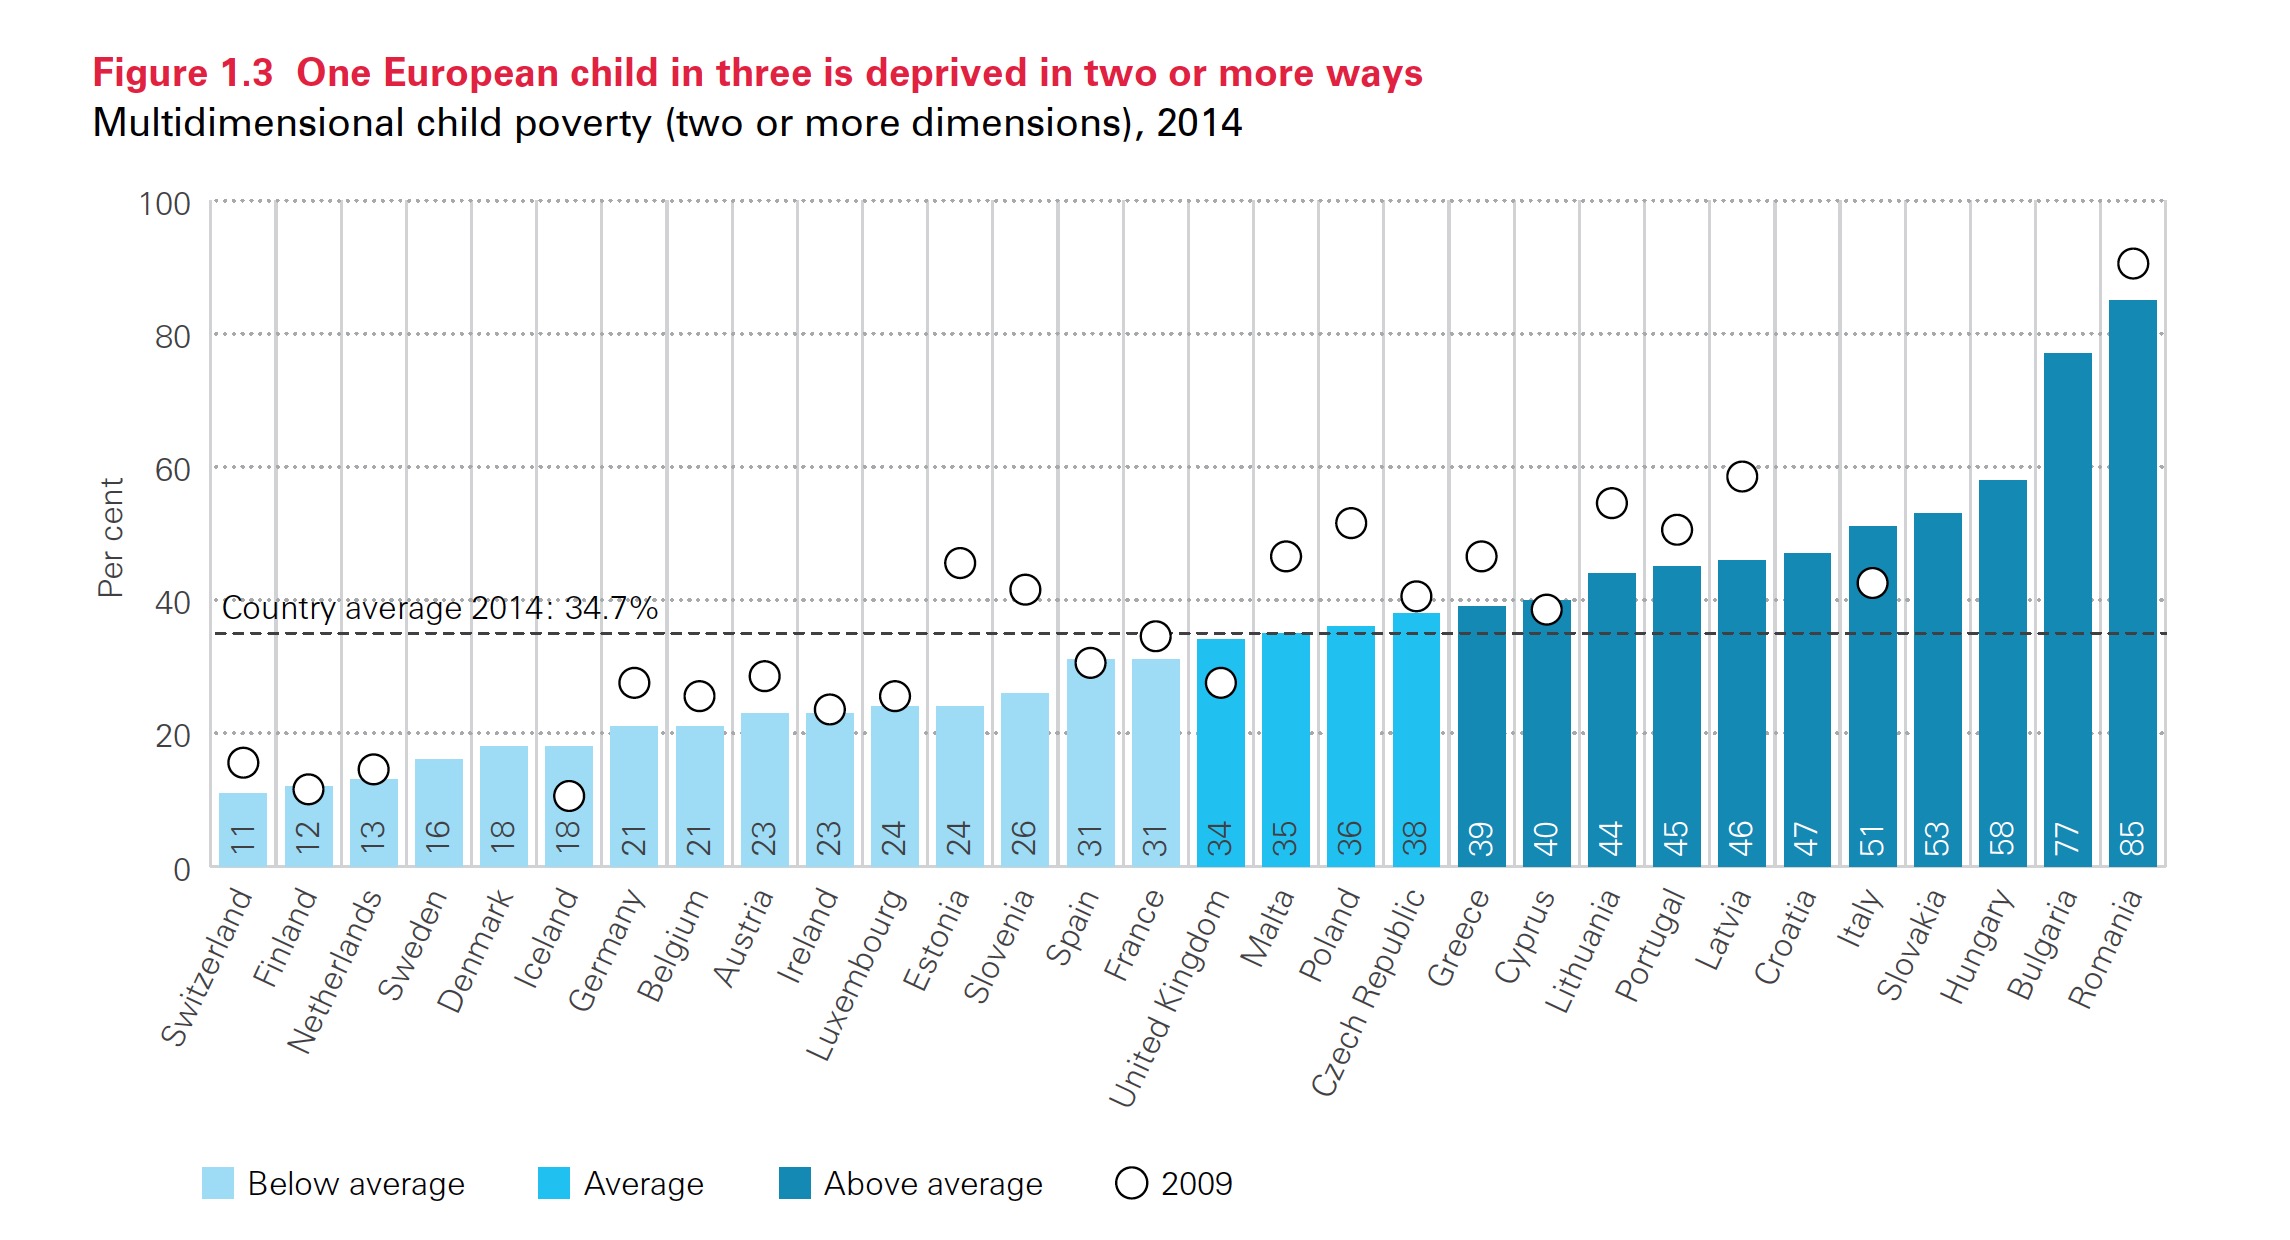 Figure 1.3 One European child in three is deprived in two or more ways
Multidimensional child poverty (two or more dimensions), 2014
Per cent
100
80
60
40
20
0
Country average 2014: 34.7%
11
12
13
16
18
18
21
21
23
23
24
24
26
31
31
34
35
36
38
39
40
44
45
46
47
51
53
58
77
85
Switzerland
Finland
Netherlands
Sweden
Denmark
Iceland
Germany
Belgium
Austria
Ireland
Luxembourg
Estonia
Slovenia
Spain
France
United Kingdom
Malta
Poland
Czech Republic
Greece
Cyprus
Lithuania
Portugal
Latvia
Croatia
Italy
Slovakia
Hungary
Bulgaria
Romania
Below average
Average
Above average
2009